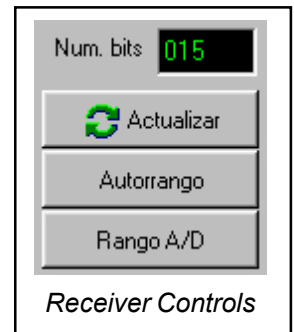 Num. bits 015
Actualizar
Autorrango
Rango A/D
Receiver Controls